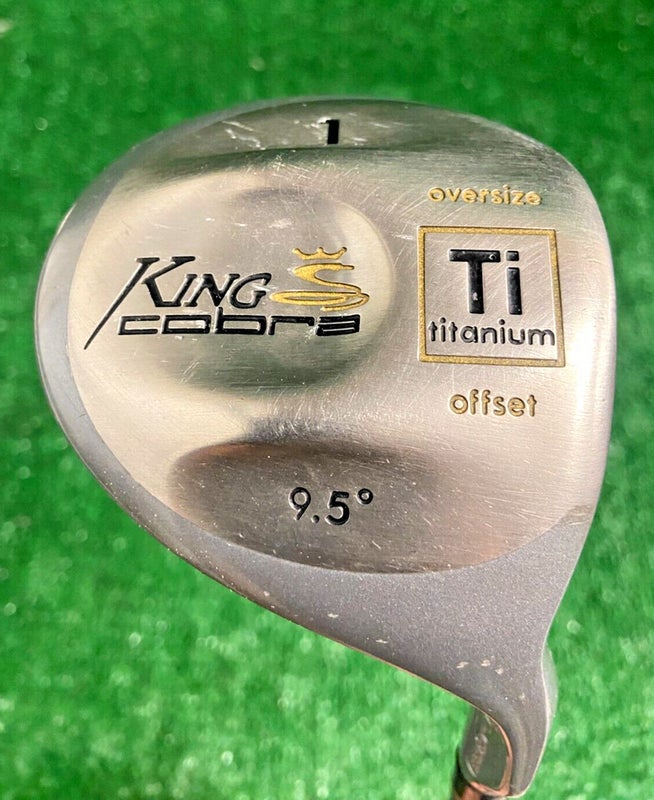 1
oversize
Ti
titanium
KING
cobra
offset
9.5°